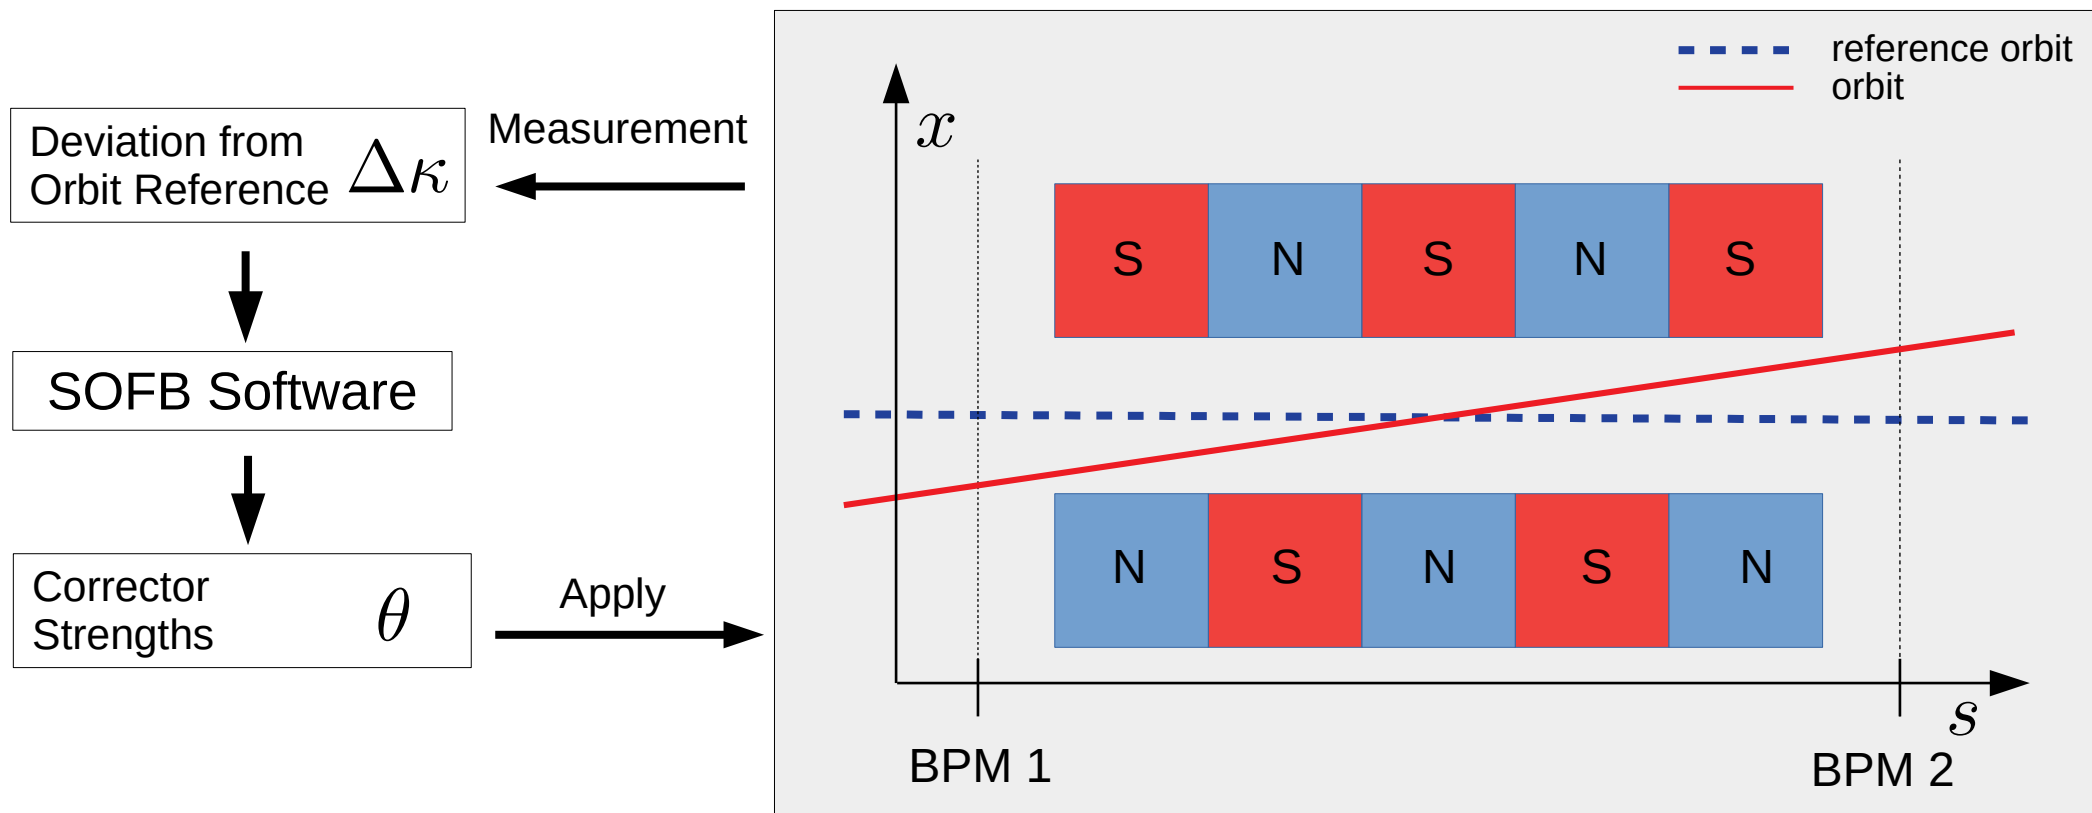 Deviation from
Orbit Reference Δκ
Measurement
SOFB Software
Corrector
Strengths θ
Apply
reference orbit
orbit
x
S N S N S
N S N S N
s
BPM 1
BPM 2